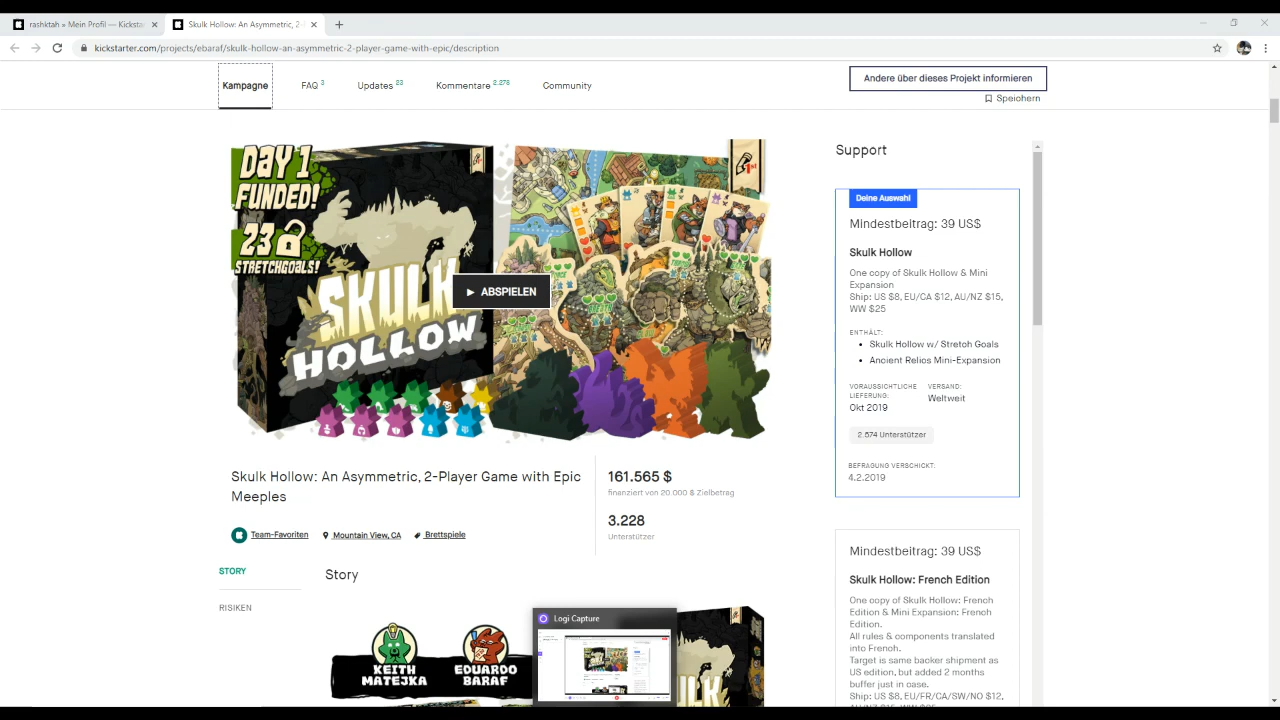 rashktah » Mein Profil — Kicksta
Skulk Hollow: An Asymmetric, 2-
kickstarter.com/projects/ebaraf/skulk-hollow-an-asymmetric-2-player-game-with-epic/description
Kampagne
FAQ 3
Updates 23
Kommentare 2.278
Community
Andere über dieses Projekt informieren
Speichern
DAY 1
FUNDED!
23
STRETCHGOALS!
SKULK
HOLLOW
1st
ABSPIELEN
Skulk Hollow: An Asymmetric, 2-Player Game with Epic
Meeples
161.565 $
finanziert von 20.000 $ Zielbetrag
3.228
Unterstützer
Team-Favoriten
Mountain View, CA
Brettspiele
STORY
RISIKEN
Story
KEITH
MATEJKA
EDUARDO
BARAF
Logi Capture
Support
Deine Auswahl
Mindestbeitrag: 39 US$
Skulk Hollow
One copy of Skulk Hollow & Mini
Expansion
Ship: US $8, EU/CA $12, AU/NZ $15,
WW $25
ENTHÄLT:
Skulk Hollow w/ Stretch Goals
Ancient Relios Mini-Expansion
VORAUSSICHTLICHE
LIEFERUNG:
Okt 2019
VERSAND:
Weltweit
2.574 Unterstützer
BEFRAGUNG VERSCHICKT:
4.2.2019
Mindestbeitrag: 39 US$
Skulk Hollow: French Edition
One copy of Skulk Hollow: French
Edition & Mini Expansion: French
Edition.
All rules & components translated
into French.
Target is same backer shipment as
US edition, but added 2 months
buffer just in case.
Ship: US $8, EU/FR/CA/SW/NO $12,